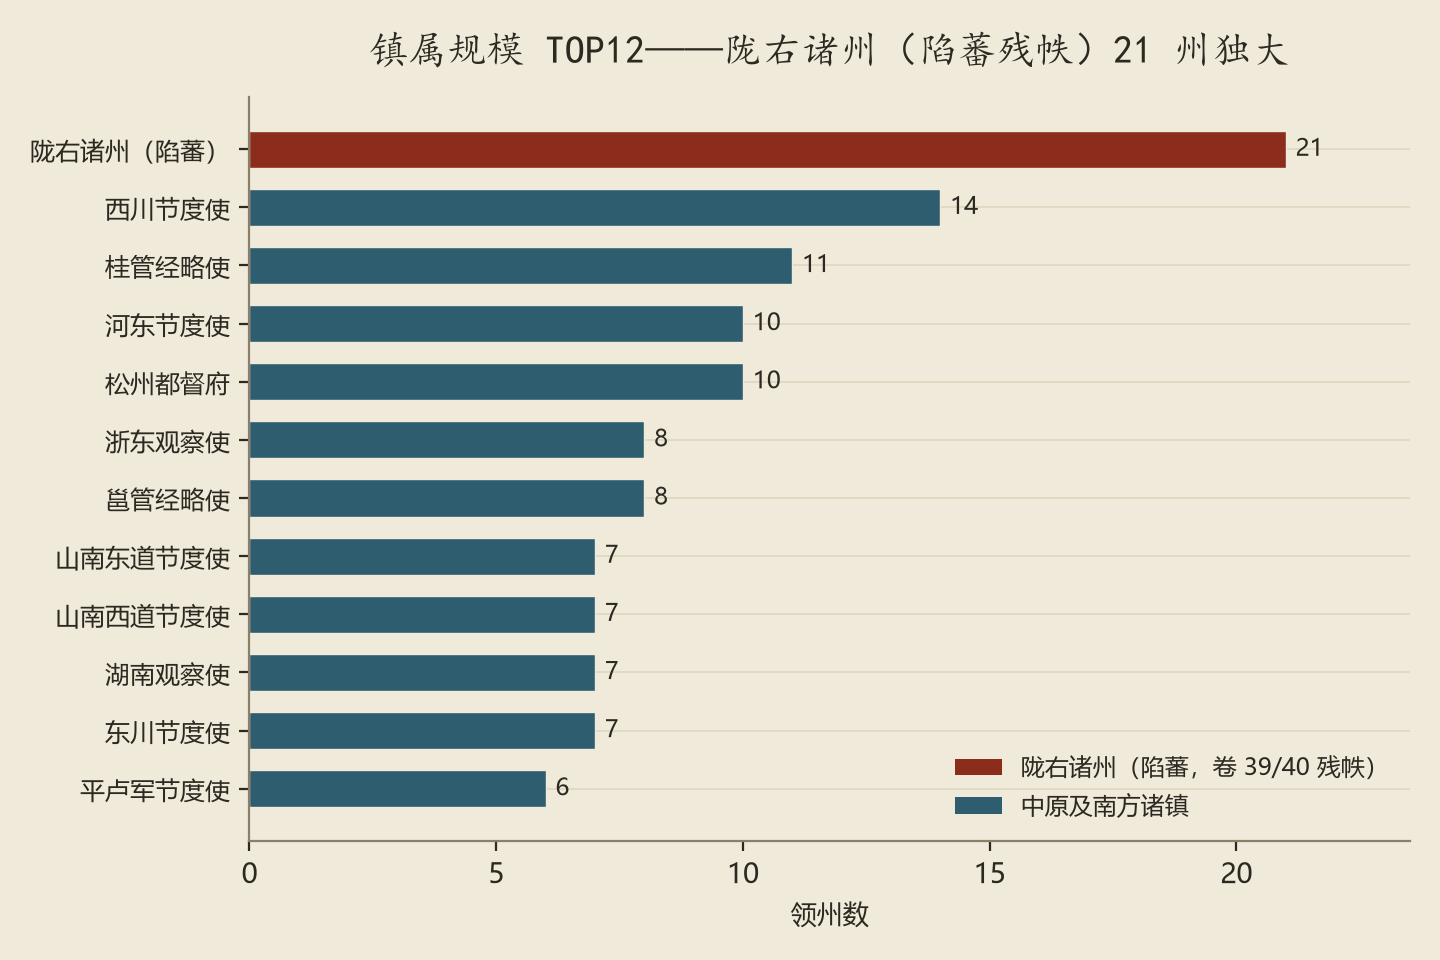 镇属规模 TOP12——陇右诸州（陷蕃残帙）21 州独大
陇右诸州（陷蕃） 21
西川节度使 14
桂管经略使 11
河东节度使 10
松州都督府 10
浙东观察使 8
邕管经略使 8
山南东道节度使 7
山南西道节度使 7
湖南观察使 7
东川节度使 7
平卢军节度使 6
陇右诸州（陷蕃，卷 39/40 残帙）
中原及南方诸镇
0 5 10 15 20
领州数